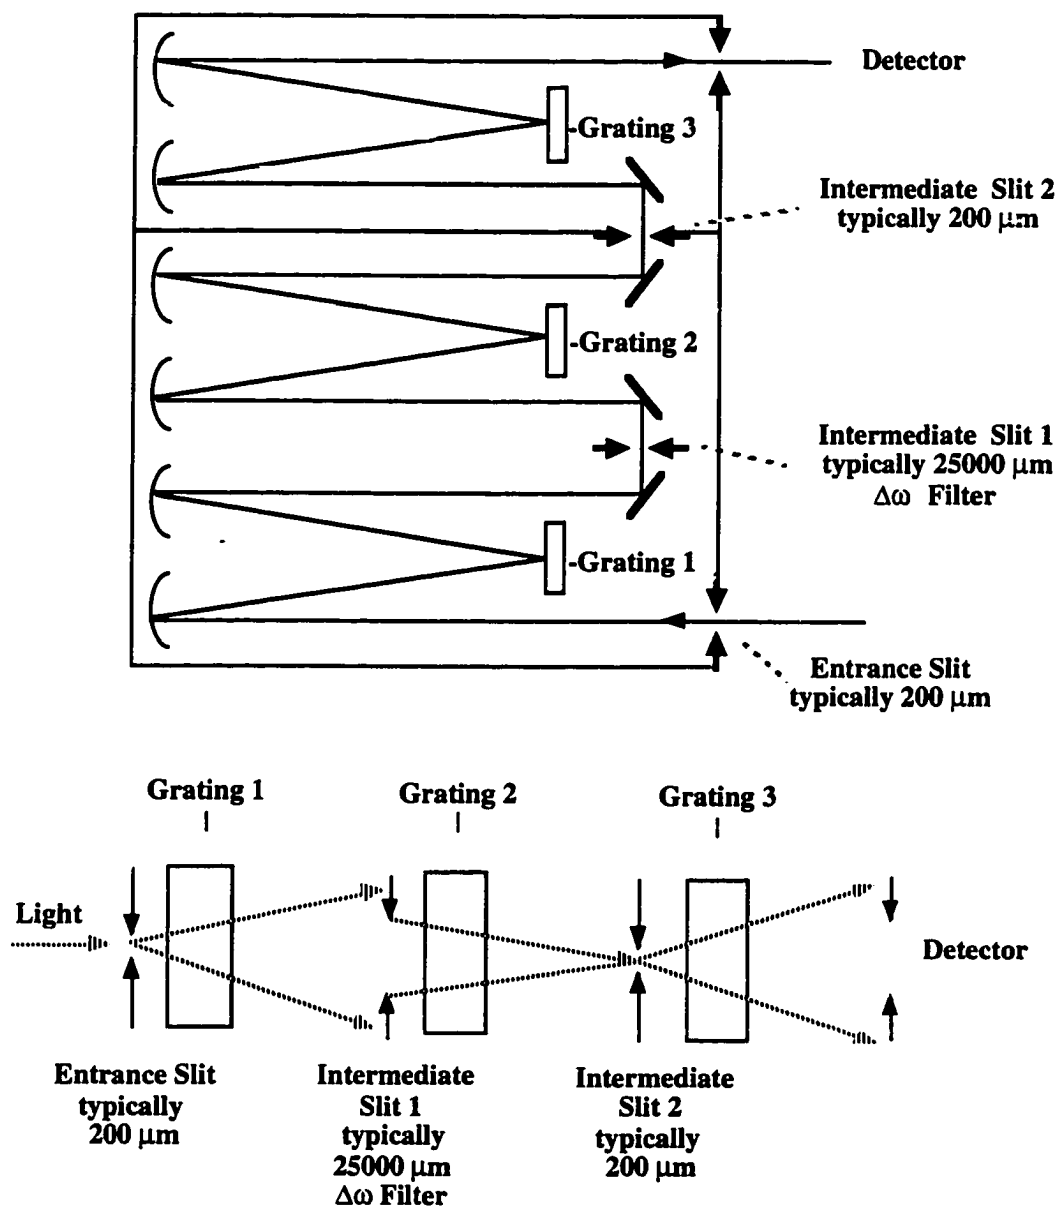 Detector
-Grating 3
Intermediate Slit 2
typically 200 μm
-Grating 2
Intermediate Slit 1
typically 25000 μm
Δω Filter
-Grating 1
Entrance Slit
typically 200 μm
Grating 1
Grating 2
Grating 3
Light
Detector
Entrance Slit
typically
200 μm
Intermediate
Slit 1
typically
25000 μm
Δω Filter
Intermediate
Slit 2
typically
200 μm